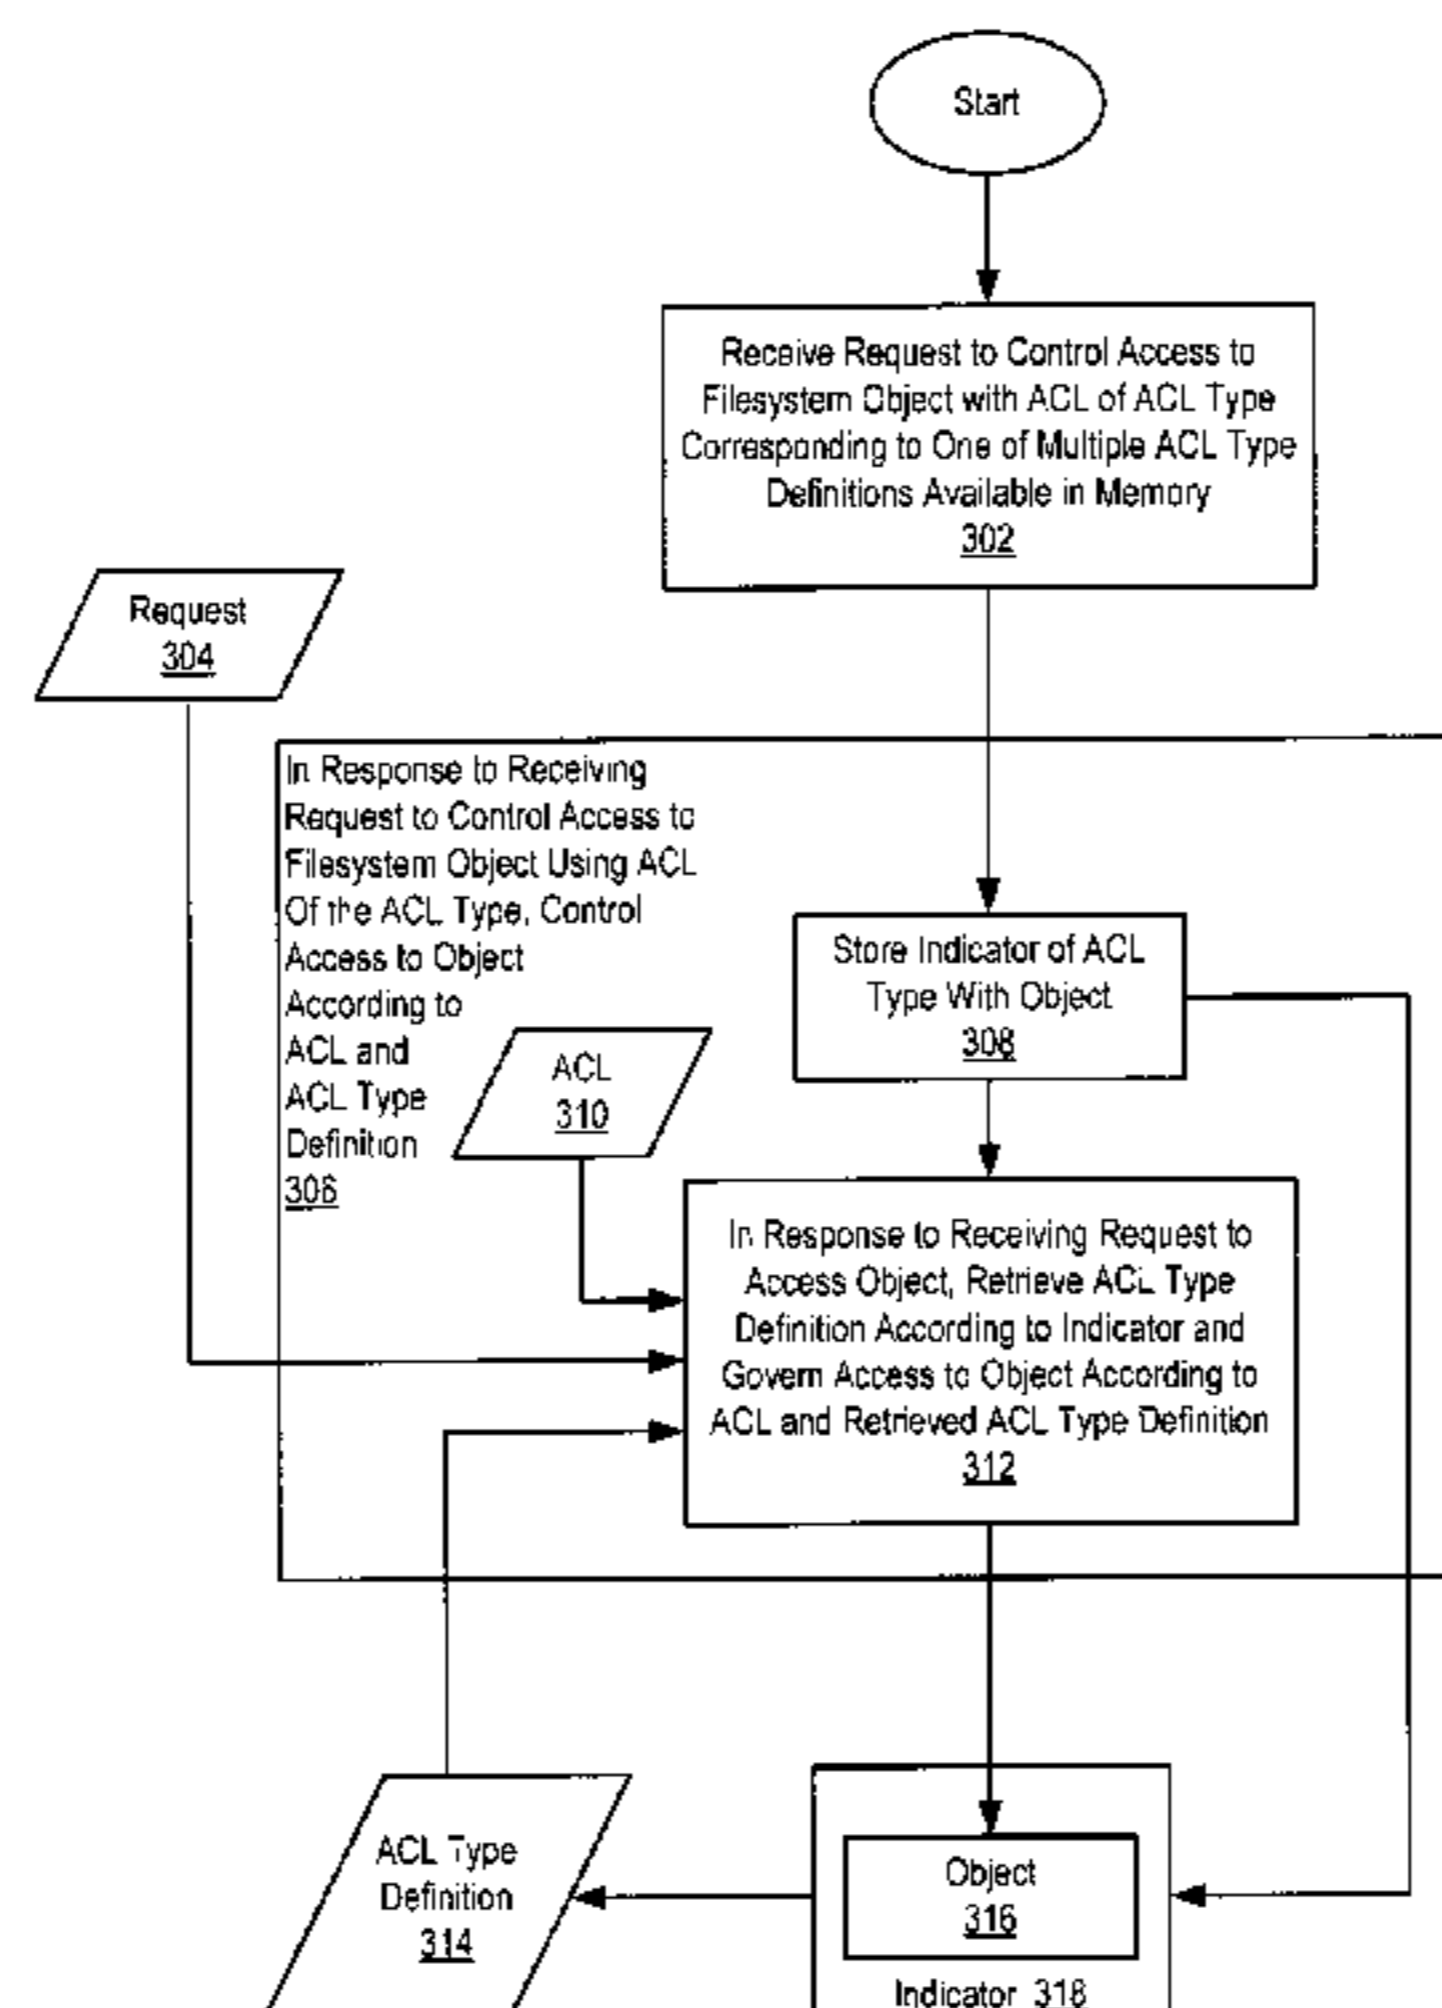 Start
Receive Request to Control Access to
Filesystem Object with ACL of ACL Type
Corresponding to One of Multiple ACL Type
Definitions Available in Memory
302
Request
304
In Response to Receiving
Request to Control Access to
Filesystem Object Using ACL
Of the ACL Type, Control
Access to Object
According to
ACL and
ACL Type
Definition
306
Store Indicator of ACL
Type With Object
308
ACL
310
In Response to Receiving Request to
Access Object, Retrieve ACL Type
Definition According to Indicator and
Govern Access to Object According to
ACL and Retrieved ACL Type Definition
312
ACL Type
Definition
314
Object
316
Indicator 318